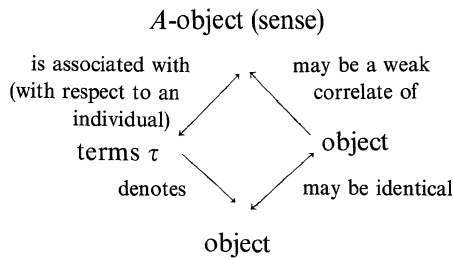 A-object (sense)
is associated with
(with respect to an
individual)
may be a weak
correlate of
terms τ
object
denotes
may be identical
object